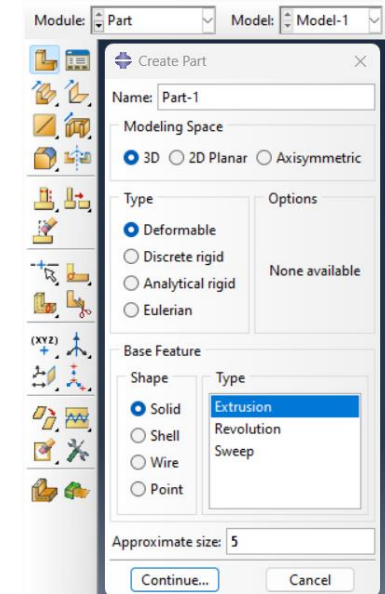 Module: Part Model: Model-1
Create Part
Name: Part-1
Modeling Space
3D 2D Planar Axisymmetric
Type Options
Deformable
Discrete rigid
Analytical rigid
Eulerian
None available
Base Feature
Shape Type
Solid Extrusion
Shell Revolution
Wire Sweep
Point
Approximate size: 5
Continue... Cancel
(XYZ)